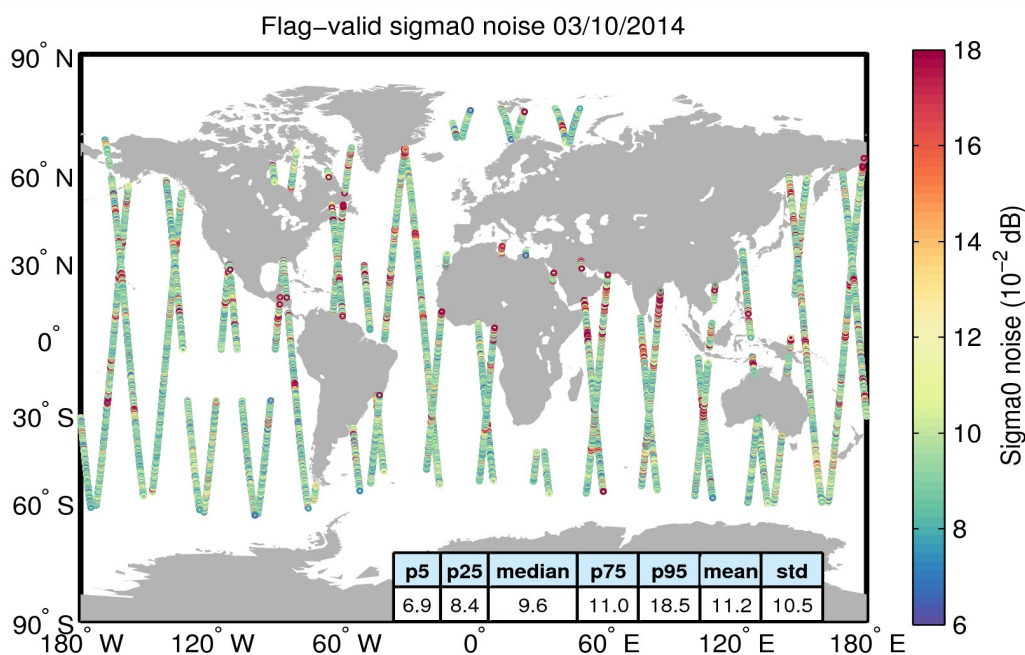 Flag−valid sigma0 noise 03/10/2014
90° N
60° N
30° N
0°
30° S
60° S
90° S
180° W
120° W
60° W
0°
60° E
120° E
180° E
p5 p25 median p75 p95 mean std
6.9 8.4 9.6 11.0 18.5 11.2 10.5
18
16
14
12
10
8
6
Sigma0 noise (10⁻² dB)